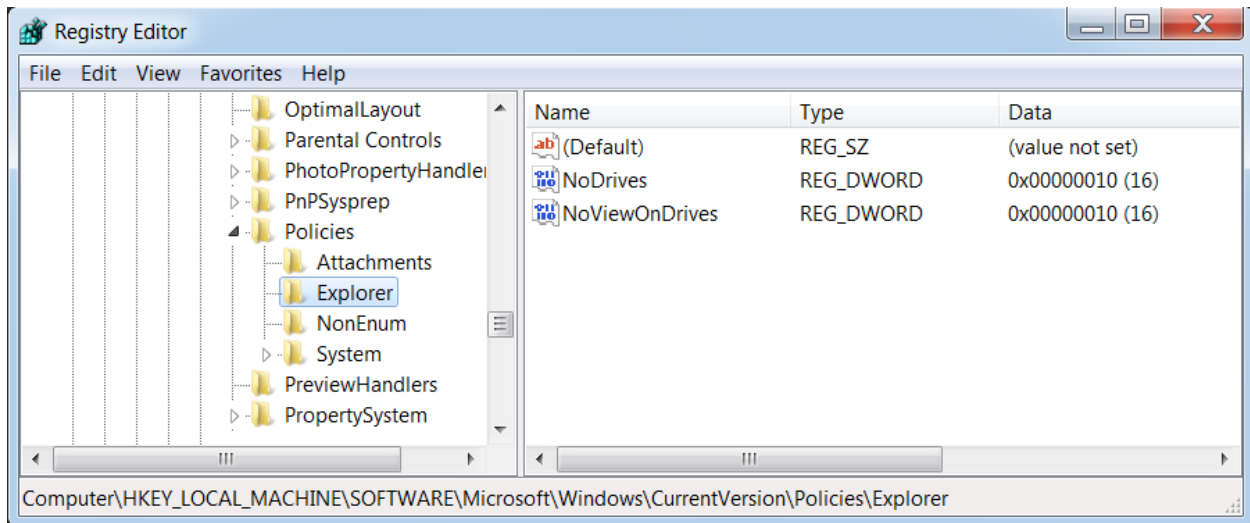 Registry Editor
File Edit View Favorites Help
OptimalLayout
Parental Controls
PhotoPropertyHandler
PnPSysprep
Policies
Attachments
Explorer
NonEnum
System
PreviewHandlers
PropertySystem
Name Type Data
(Default) REG_SZ (value not set)
NoDrives REG_DWORD 0x00000010 (16)
NoViewOnDrives REG_DWORD 0x00000010 (16)
Computer\HKEY_LOCAL_MACHINE\SOFTWARE\Microsoft\Windows\CurrentVersion\Policies\Explorer